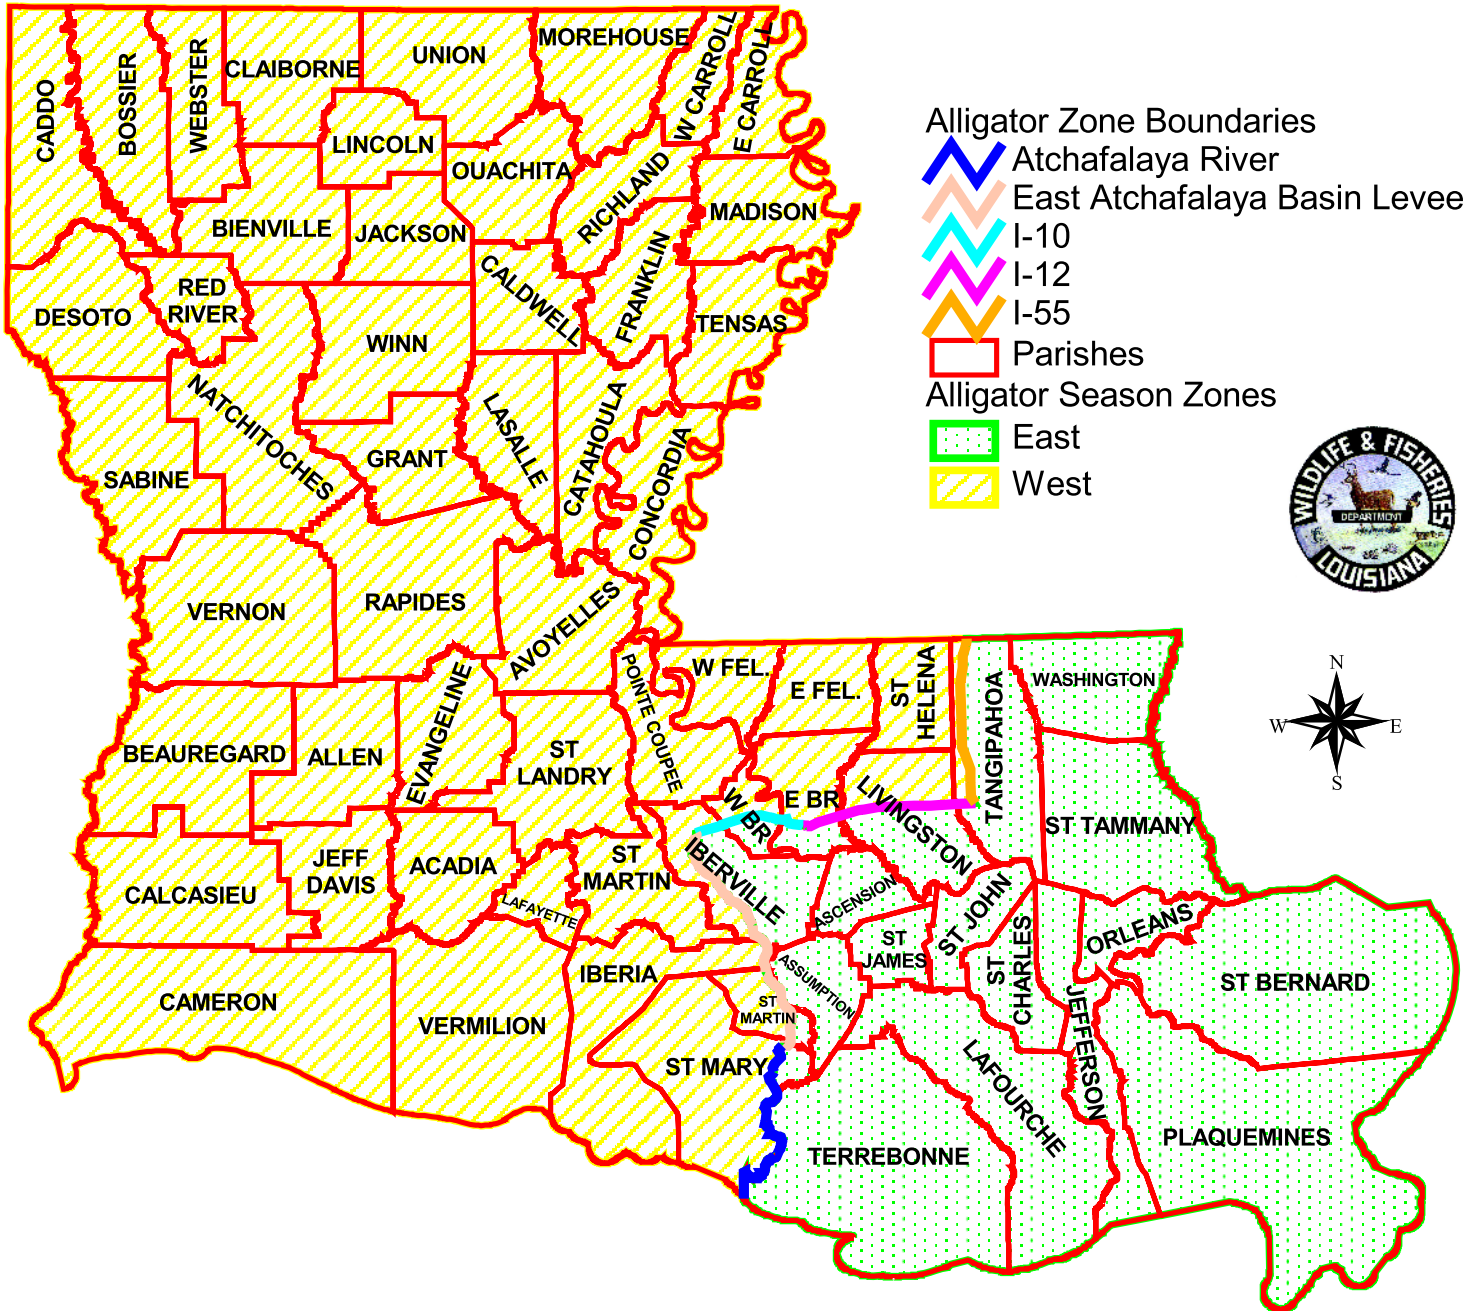 CADDO
BOSSIER
WEBSTER
CLAIBORNE
UNION
MOREHOUSE
W CARROLL
E CARROLL
LINCOLN
OUACHITA
RICHLAND
MADISON
BIENVILLE
JACKSON
CALDWELL
FRANKLIN
TENSAS
DESOTO
RED
RIVER
WINN
NATCHITOCHES
SABINE
GRANT
LASALLE
CATAHOULA
CONCORDIA
VERNON
RAPIDES
AVOYELLES
BEAUREGARD
ALLEN
EVANGELINE
ST
LANDRY
POINTE COUPEE
W FEL.
E FEL.
ST
HELENA
TANGIPAHOA
WASHINGTON
W BR
E BR
LIVINGSTON
ST TAMMANY
CALCASIEU
JEFF
DAVIS
ACADIA
LAFAYETTE
ST
MARTIN
IBERVILLE
ASCENSION
ST JOHN
ST
JAMES
ST
CHARLES
ORLEANS
ST BERNARD
CAMERON
VERMILION
IBERIA
ST
MARTIN
ASSUMPTION
ST MARY
TERREBONNE
LAFOURCHE
JEFFERSON
PLAQUEMINES
Alligator Zone Boundaries
Atchafalaya River
East Atchafalaya Basin Levee
I-10
I-12
I-55
Parishes
Alligator Season Zones
East
West
WILDLIFE & FISHERIES
DEPARTMENT
LOUISIANA
N
W
E
S